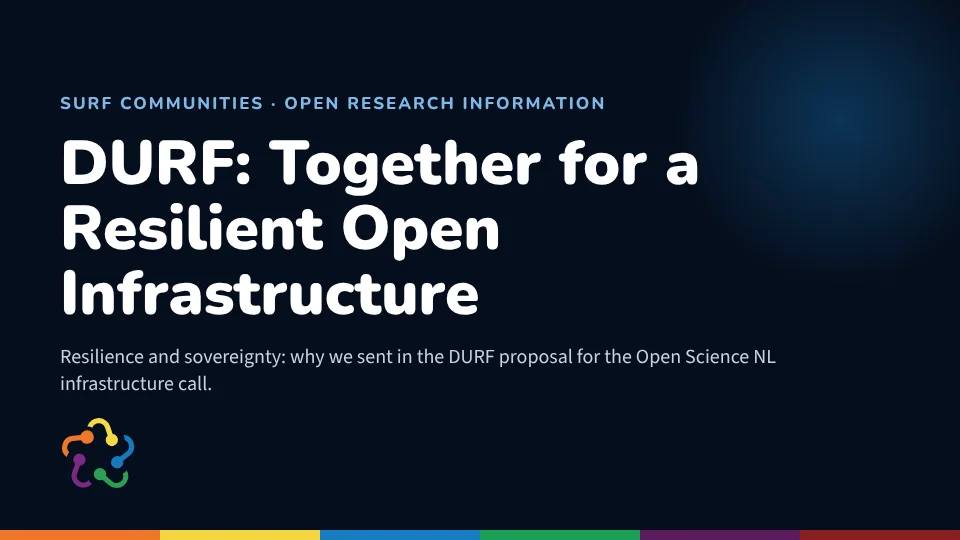 SURF COMMUNITIES · OPEN RESEARCH INFORMATION
DURF: Together for a
Resilient Open
Infrastructure
Resilience and sovereignty: why we sent in the DURF proposal for the Open Science NL
infrastructure call.